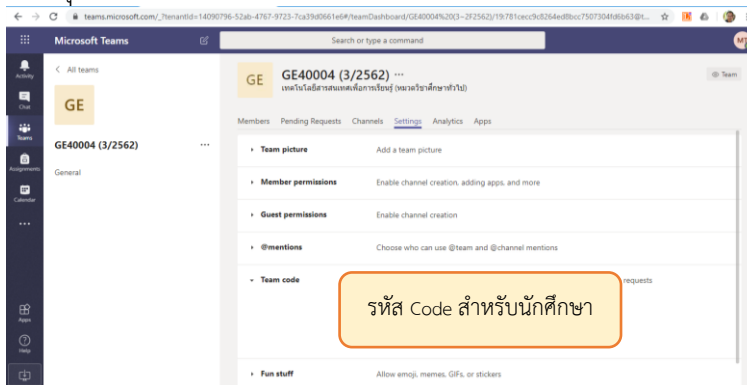 teams.microsoft.com/_?tenantId=14090796-52ab-4767-9723-7ca39d0661e6#/teamDashboard/GE40004%20(3~2F2562)/19:781cecc9c8264ed8bcc7507304fd6b63@t...
Microsoft Teams
Search or type a command
MT
Activity
Chat
Teams
Assignments
Calendar
...
Apps
Help
All teams
GE
GE40004 (3/2562) ...
General
GE
GE40004 (3/2562) ...
เทคโนโลยีสารสนเทศเพื่อการเรียนรู้ (หมวดวิชาศึกษาทั่วไป)
Team
Members Pending Requests Channels Settings Analytics Apps
Team picture Add a team picture
Member permissions Enable channel creation, adding apps, and more
Guest permissions Enable channel creation
@mentions Choose who can use @team and @channel mentions
Team code requests
รหัส Code สำหรับนักศึกษา
Fun stuff Allow emoji, memes, GIFs, or stickers